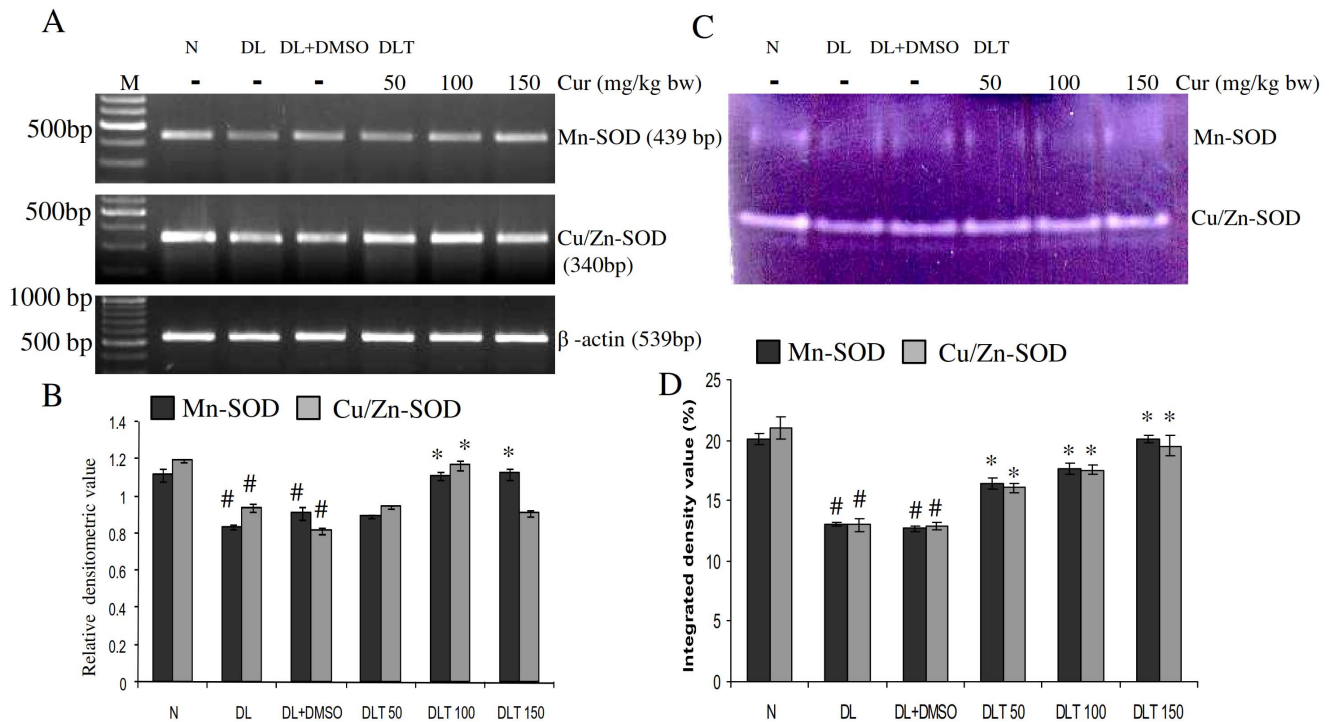 A
N DL DL+DMSO DLT
M - - - 50 100 150 Cur (mg/kg bw)
500bp
Mn-SOD (439 bp)
500bp
Cu/Zn-SOD
(340bp)
1000 bp
500 bp
β -actin (539bp)
B
Mn-SOD Cu/Zn-SOD
Relative densitometric value
1.4
1.2
1
0.8
0.6
0.4
0.2
0
# # # # * * *
N DL DL+DMSO DLT 50 DLT 100 DLT 150
C
N DL DL+DMSO DLT
- - - 50 100 150 Cur (mg/kg bw)
Mn-SOD
Cu/Zn-SOD
D
Mn-SOD Cu/Zn-SOD
Integrated density value (%)
25
20
15
10
5
0
# # # # * * * * * *
N DL DL+DMSO DLT 50 DLT 100 DLT 150